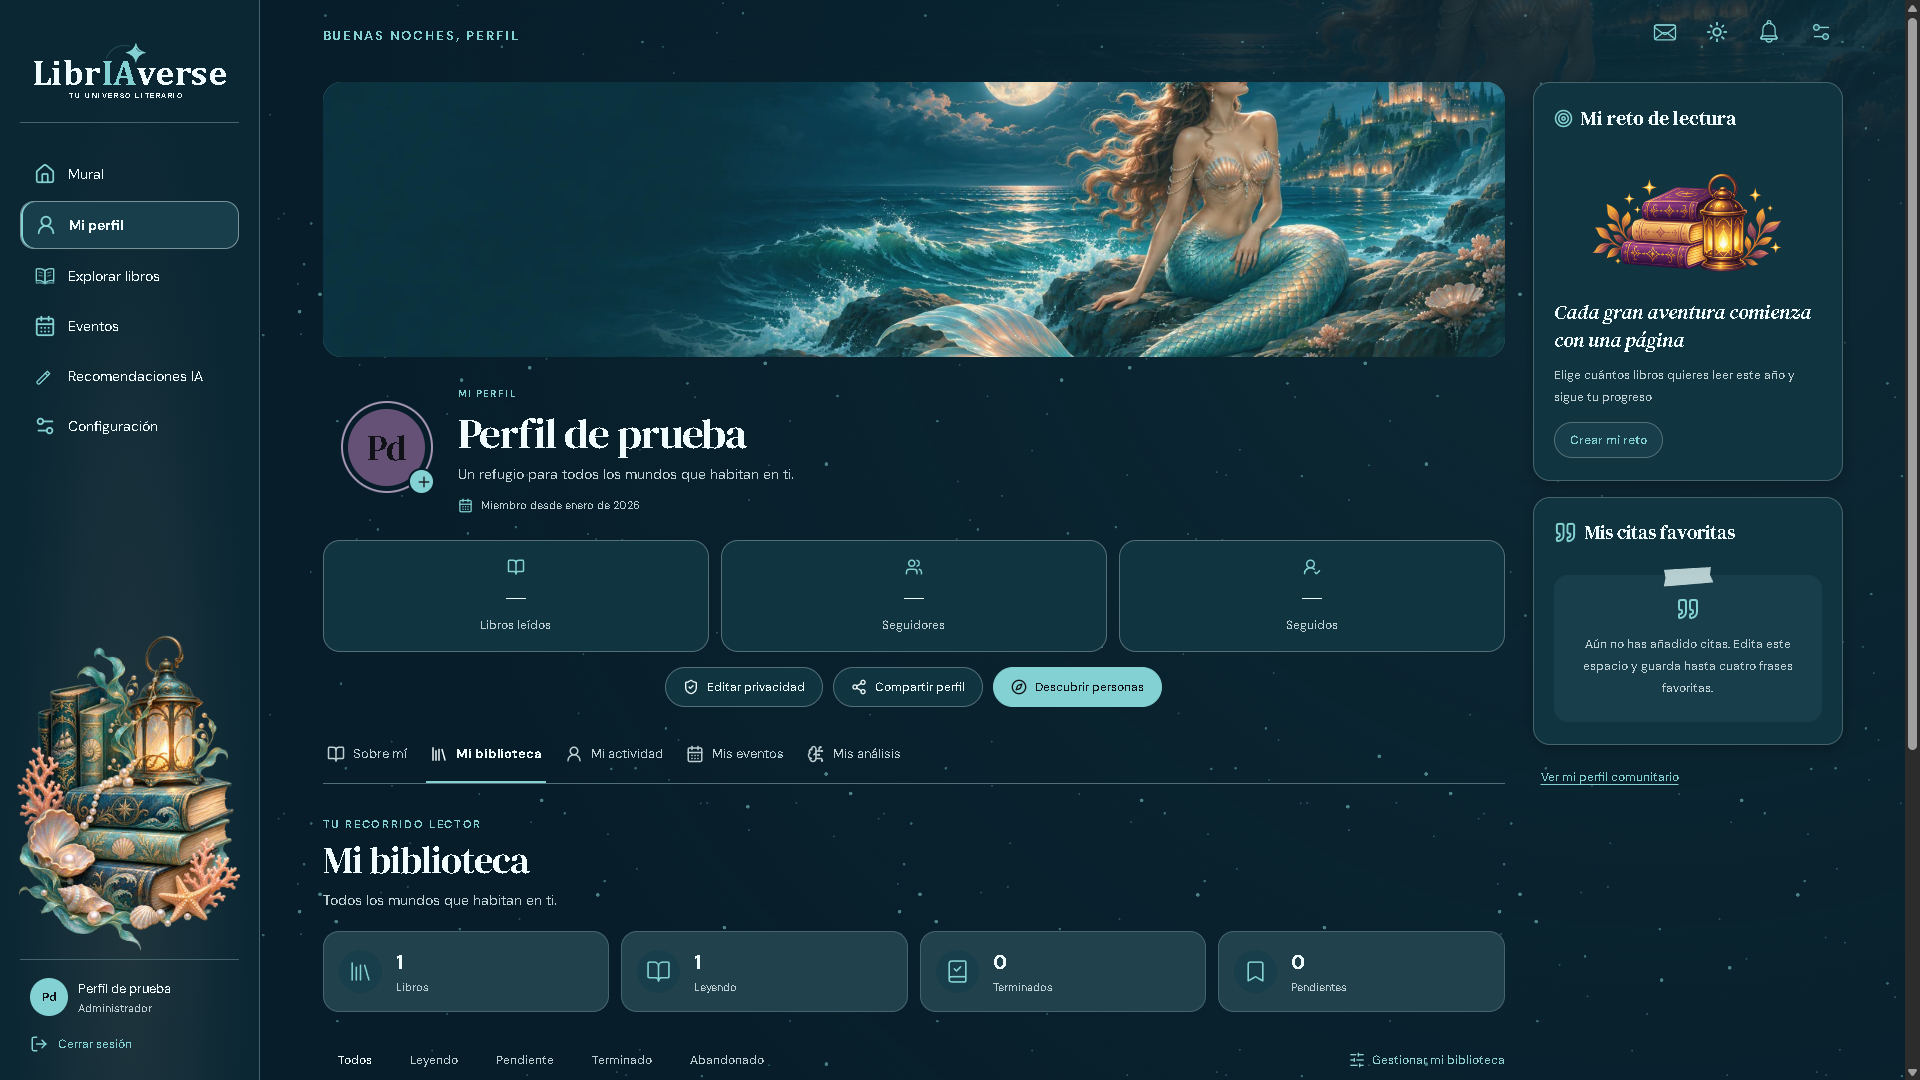 LibrIAverse
TU UNIVERSO LITERARIO
Mural
Mi perfil
Explorar libros
Eventos
Recomendaciones IA
Configuración
Pd
Perfil de prueba
Administrador
Cerrar sesión
BUENAS NOCHES, PERFIL
Pd
MI PERFIL
Perfil de prueba
Un refugio para todos los mundos que habitan en ti.
Miembro desde enero de 2026
—
Libros leídos
—
Seguidores
—
Seguidos
Editar privacidad
Compartir perfil
Descubrir personas
Sobre mí
Mi biblioteca
Mi actividad
Mis eventos
Mis análisis
TU RECORRIDO LECTOR
Mi biblioteca
Todos los mundos que habitan en ti.
1
Libros
1
Leyendo
0
Terminados
0
Pendientes
Todos
Leyendo
Pendiente
Terminado
Abandonado
Gestionar mi biblioteca
Mi reto de lectura
Cada gran aventura comienza
con una página
Elige cuántos libros quieres leer este año y
sigue tu progreso
Crear mi reto
Mis citas favoritas
Aún no has añadido citas. Edita este
espacio y guarda hasta cuatro frases
favoritas.
Ver mi perfil comunitario